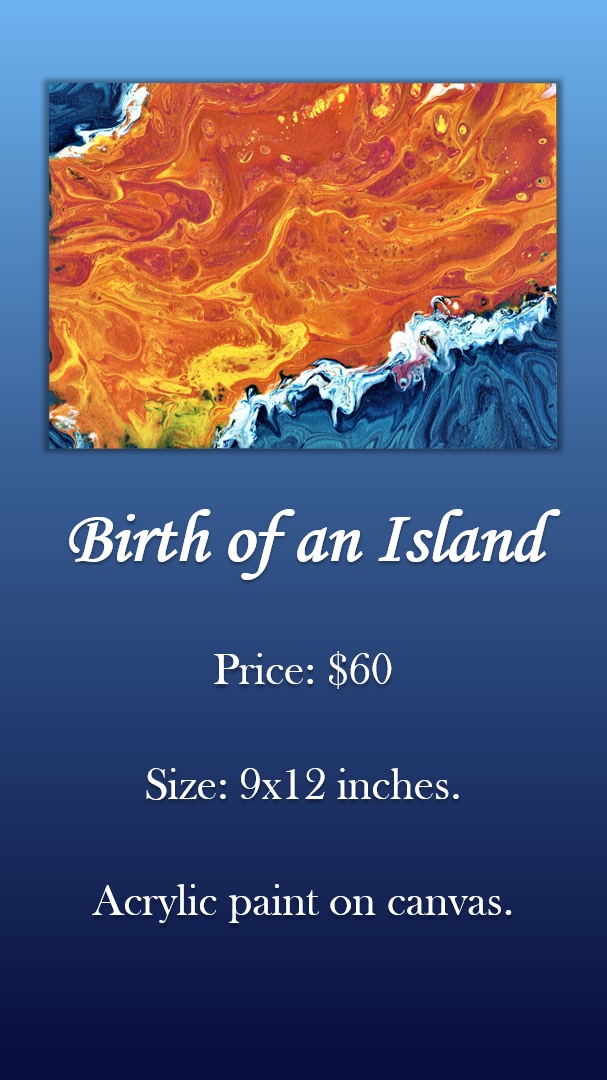 Birth of an Island
Price: $60
Size: 9x12 inches.
Acrylic paint on canvas.